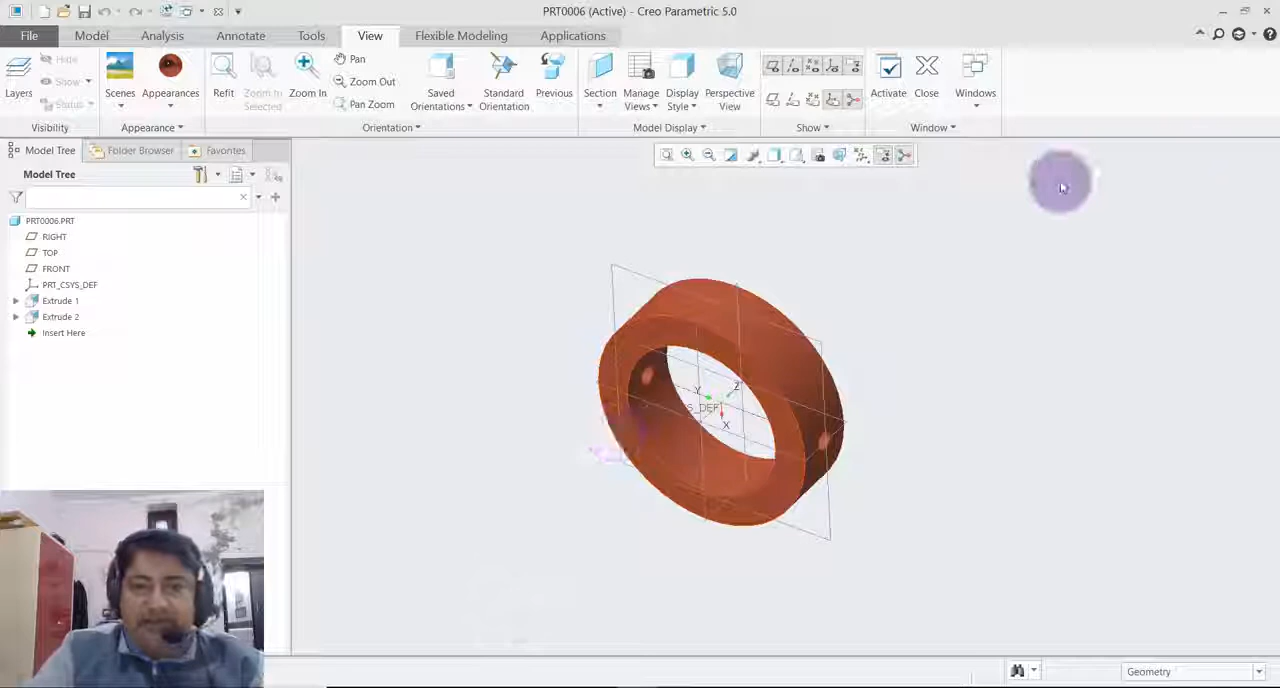 PRT0006 (Active) - Creo Parametric 5.0
File Model Analysis Annotate Tools View Flexible Modeling Applications
Layers
Hide
Show
Status
Visibility
Scenes
Appearances
Appearance
Refit
Zoom to Selected
Zoom In
Pan
Zoom Out
Pan Zoom
Saved Orientations
Standard Orientation
Previous
Orientation
Section
Manage Views
Display Style
Perspective View
Model Display
Show
Activate
Close
Windows
Window
Model Tree Folder Browser Favorites
Model Tree
PRT0006.PRT
RIGHT
TOP
FRONT
PRT_CSYS_DEF
Extrude 1
Extrude 2
Insert Here
Z
Y
S_DEF
X
Geometry